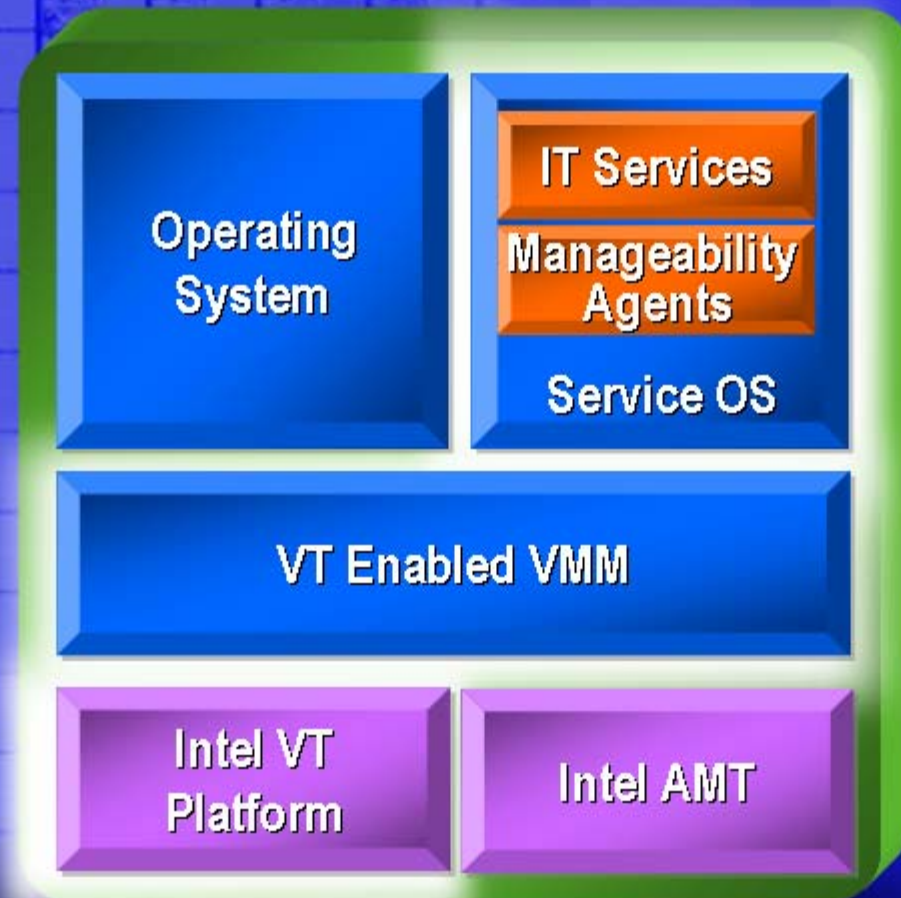 Operating
System
IT Services
Manageability
Agents
Service OS
VT Enabled VMM
Intel VT
Platform
Intel AMT